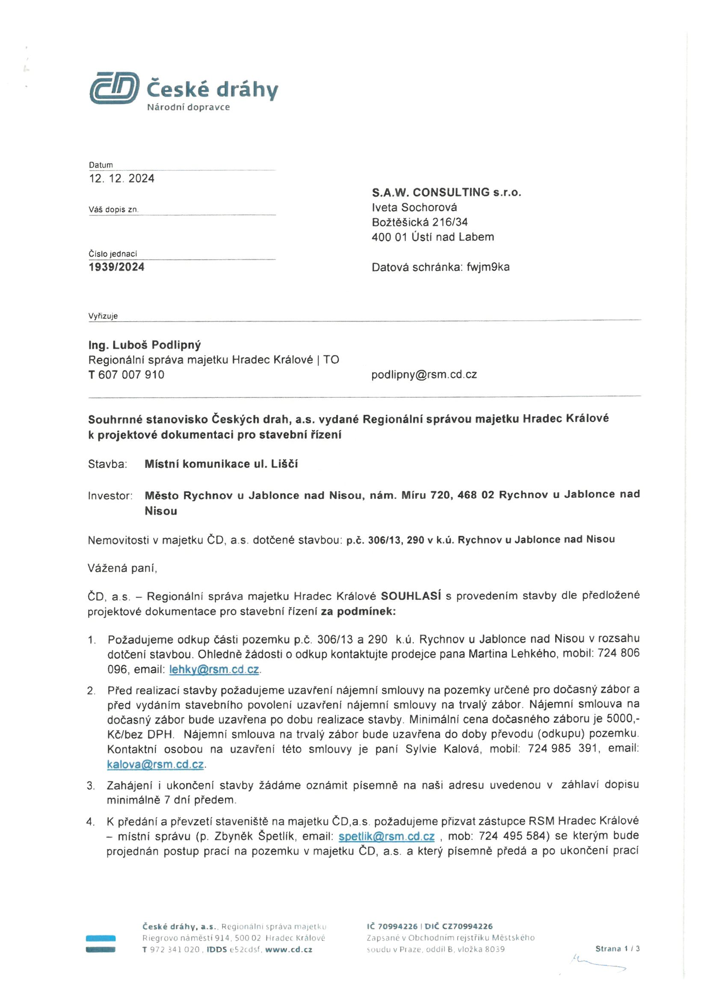 ČD České dráhy
Národní dopravce
Datum
12. 12. 2024
Váš dopis zn.
Číslo jednací
1939/2024
S.A.W. CONSULTING s.r.o.
Iveta Sochorová
Božtěšická 216/34
400 01 Ústí nad Labem
Datová schránka: fwjm9ka
Vyřizuje
Ing. Luboš Podlipný
Regionální správa majetku Hradec Králové | TO
T 607 007 910
podlipny@rsm.cd.cz
Souhrnné stanovisko Českých drah, a.s. vydané Regionální správou majetku Hradec Králové
k projektové dokumentaci pro stavební řízení
Stavba: Místní komunikace ul. Liščí
Investor: Město Rychnov u Jablonce nad Nisou, nám. Míru 720, 468 02 Rychnov u Jablonce nad
Nisou
Nemovitosti v majetku ČD, a.s. dotčené stavbou: p.č. 306/13, 290 v k.ú. Rychnov u Jablonce nad Nisou
Vážená paní,
ČD, a.s. – Regionální správa majetku Hradec Králové SOUHLASÍ s provedením stavby dle předložené
projektové dokumentace pro stavební řízení za podmínek:
1. Požadujeme odkup části pozemku p.č. 306/13 a 290 k.ú. Rychnov u Jablonce nad Nisou v rozsahu
dotčení stavbou. Ohledně žádosti o odkup kontaktujte prodejce pana Martina Lehkého, mobil: 724 806
096, email: lehky@rsm.cd.cz.
2. Před realizací stavby požadujeme uzavření nájemní smlouvy na pozemky určené pro dočasný zábor a
před vydáním stavebního povolení uzavření nájemní smlouvy na trvalý zábor. Nájemní smlouva na
dočasný zábor bude uzavřena po dobu realizace stavby. Minimální cena dočasného záboru je 5000,-
Kč/bez DPH. Nájemní smlouva na trvalý zábor bude uzavřena do doby převodu (odkupu) pozemku.
Kontaktní osobou na uzavření této smlouvy je paní Sylvie Kalová, mobil: 724 985 391, email:
kalova@rsm.cd.cz.
3. Zahájení i ukončení stavby žádáme oznámit písemně na naši adresu uvedenou v záhlaví dopisu
minimálně 7 dní předem.
4. K předání a převzetí staveniště na majetku ČD,a.s. požadujeme přizvat zástupce RSM Hradec Králové
– místní správu (p. Zbyněk Špetlík, email: spetlik@rsm.cd.cz , mob: 724 495 584) se kterým bude
projednán postup prací na pozemku v majetku ČD, a.s. a který písemně předá a po ukončení prací
České dráhy, a.s., Regionální správa majetku
Riegrovo náměstí 914, 500 02 Hradec Králové
T 972 341 020, IDDS e52cdsf, www.cd.cz
IČ 70994226 | DIČ CZ70994226
Zapsané v Obchodním rejstříku Městského
soudu v Praze, oddíl B, vložka 8039
Strana 1 / 3